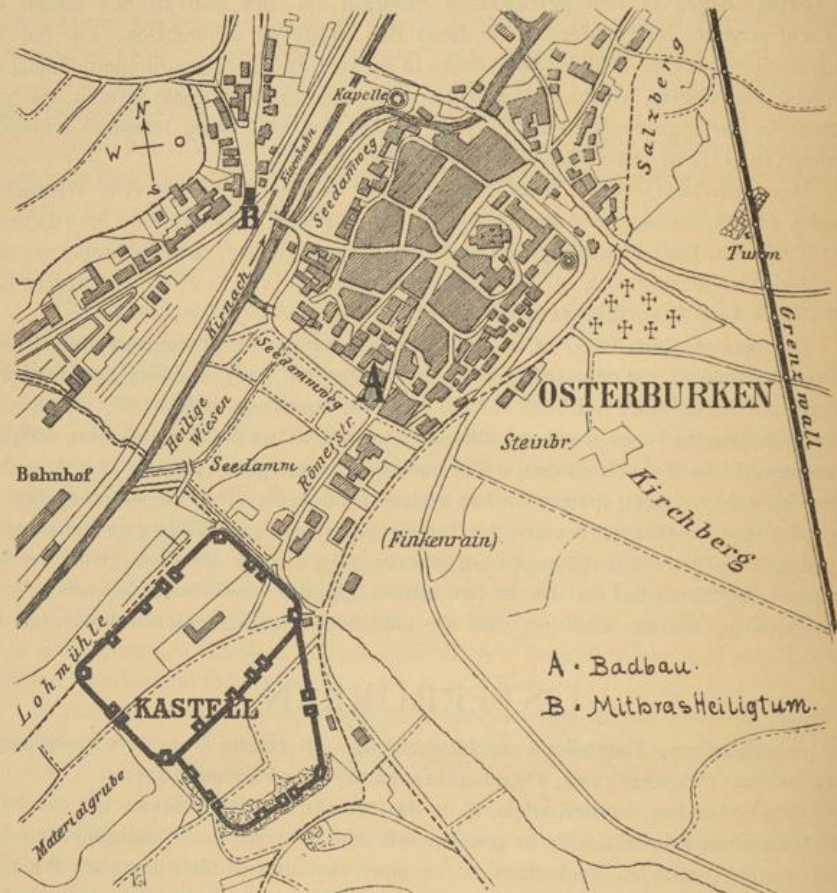 Kapelle
Salzberg
N
W O
S
Eisenbahn
Seedamweg
B
Turm
Kirnach
Grenzwall
Seedammweg
A
OSTERBURKEN
Heilige
Wiesen
Steinbr.
Bahnhof
Seedamm
Römerstr.
Kirchberg
(Finkenrain)
Lohmühle
A · Badbau.
KASTELL
B · MithrasHeiligtum.
Materialgrube